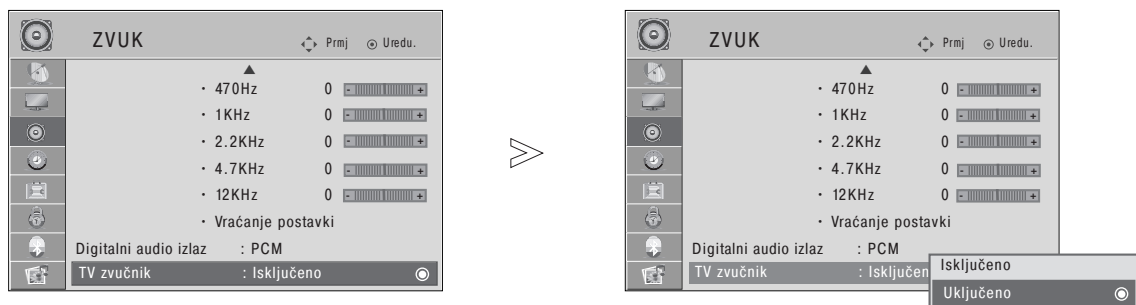 ZVUK Prmj Uredu.
▲
• 470Hz 0 - +
• 1KHz 0 - +
• 2.2KHz 0 - +
• 4.7KHz 0 - +
• 12KHz 0 - +
• Vraćanje postavki
Digitalni audio izlaz : PCM
TV zvučnik : Isključeno
>
ZVUK Prmj Uredu.
▲
• 470Hz 0 - +
• 1KHz 0 - +
• 2.2KHz 0 - +
• 4.7KHz 0 - +
• 12KHz 0 - +
• Vraćanje postavki
Digitalni audio izlaz : PCM
TV zvučnik : Isključen
Isključeno
Uključeno